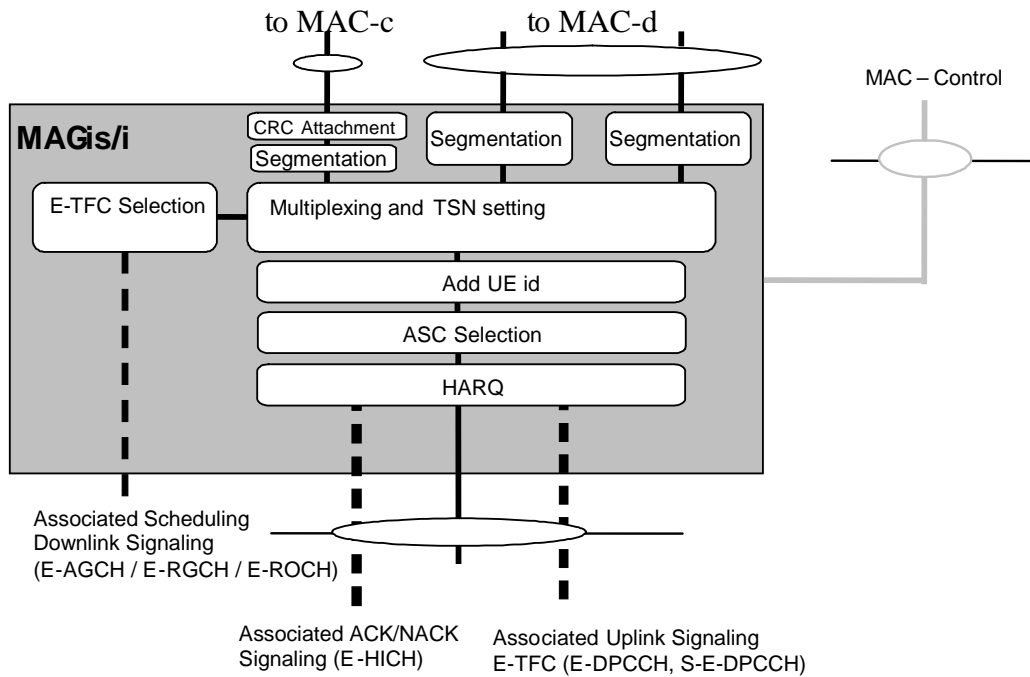 to MAC-c
to MAC-d
MAC – Control
MAGis/i
CRC Attachment
Segmentation
Segmentation
Segmentation
E-TFC Selection
Multiplexing and TSN setting
Add UE id
ASC Selection
HARQ
Associated Scheduling
Downlink Signaling
(E-AGCH / E-RGCH / E-ROCH)
Associated ACK/NACK
Signaling (E-HICH)
Associated Uplink Signaling
E-TFC (E-DPCCH, S-E-DPCCH)